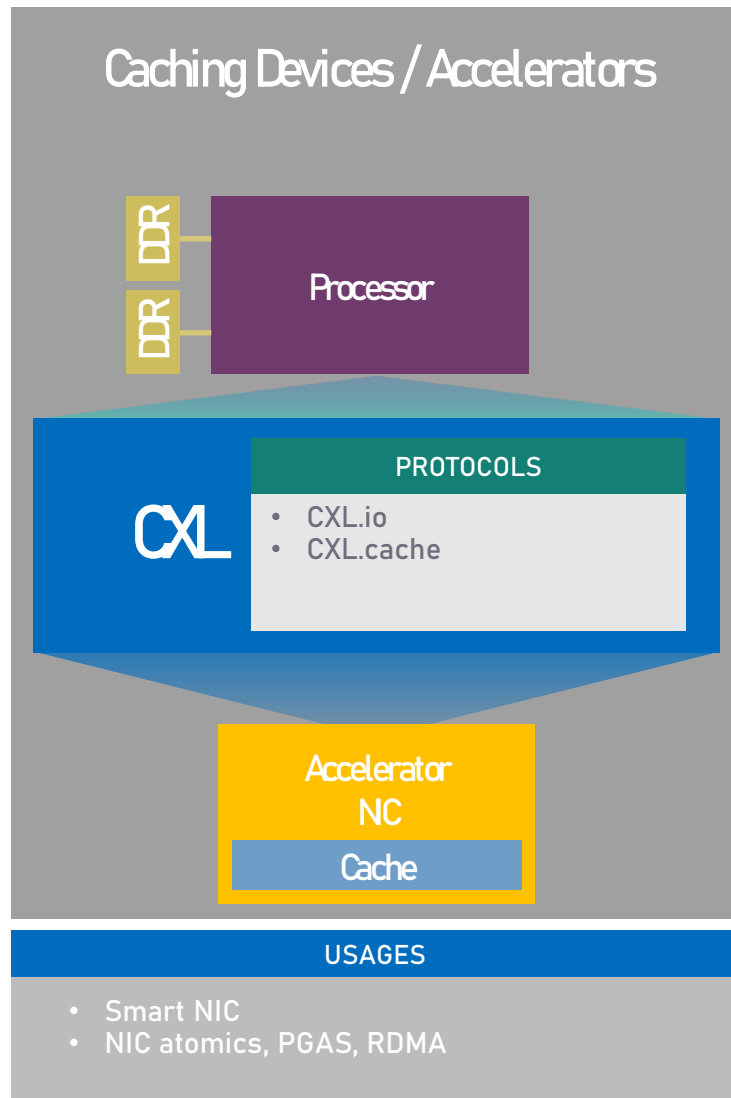 Caching Devices / Accelerators
DDR
Processor
DDR
PROTOCOLS
CXL
• CXL.io
• CXL.cache
Accelerator
NC
Cache
USAGES
• Smart NIC
• NIC atomics, PGAS, RDMA